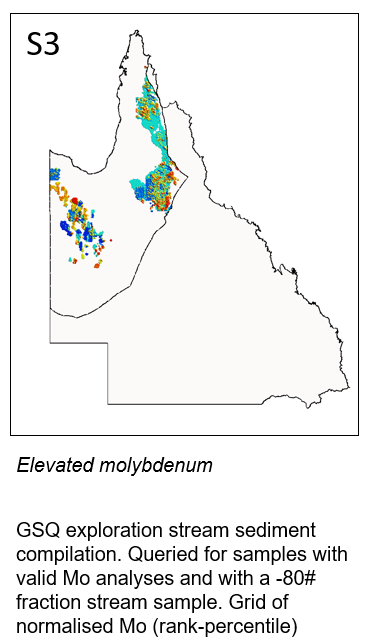 S3
Elevated molybdenum
GSQ exploration stream sediment
compilation. Queried for samples with
valid Mo analyses and with a -80#
fraction stream sample. Grid of
normalised Mo (rank-percentile)